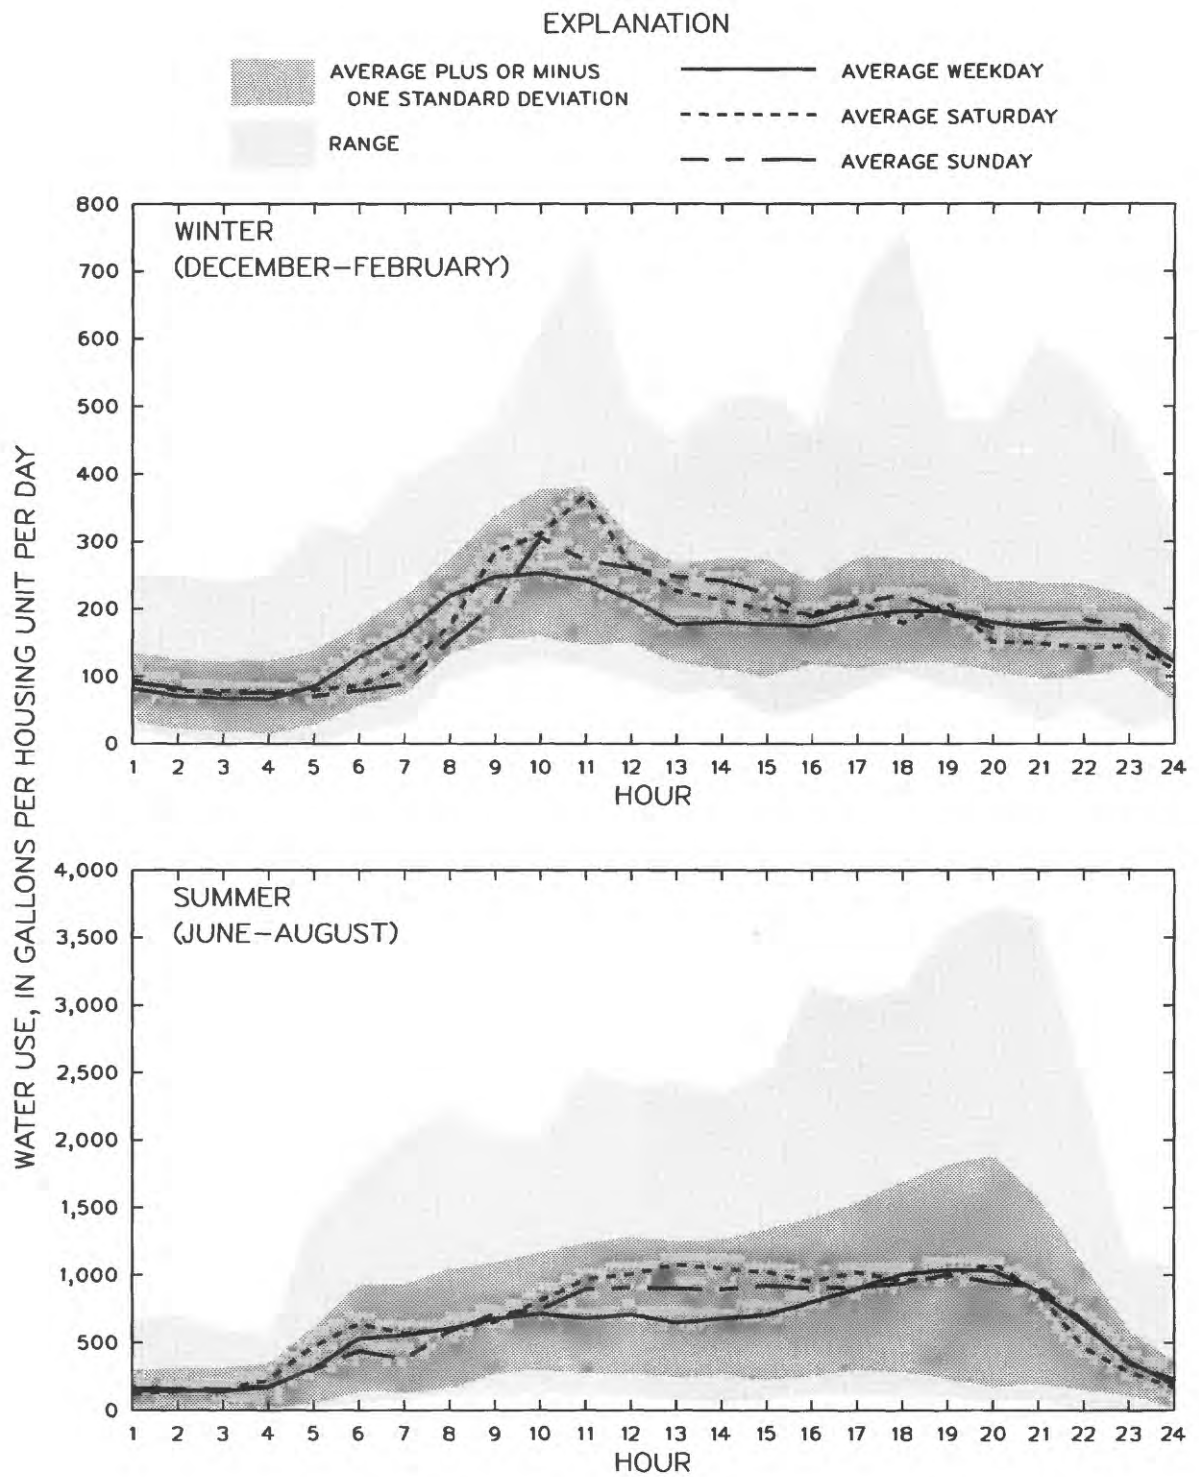 EXPLANATION
AVERAGE PLUS OR MINUS
ONE STANDARD DEVIATION
RANGE
AVERAGE WEEKDAY
AVERAGE SATURDAY
AVERAGE SUNDAY
WATER USE, IN GALLONS PER HOUSING UNIT PER DAY
WINTER
(DECEMBER–FEBRUARY)
800
700
600
500
400
300
200
100
0
1 2 3 4 5 6 7 8 9 10 11 12 13 14 15 16 17 18 19 20 21 22 23 24
HOUR
SUMMER
(JUNE–AUGUST)
4,000
3,500
3,000
2,500
2,000
1,500
1,000
500
0
1 2 3 4 5 6 7 8 9 10 11 12 13 14 15 16 17 18 19 20 21 22 23 24
HOUR